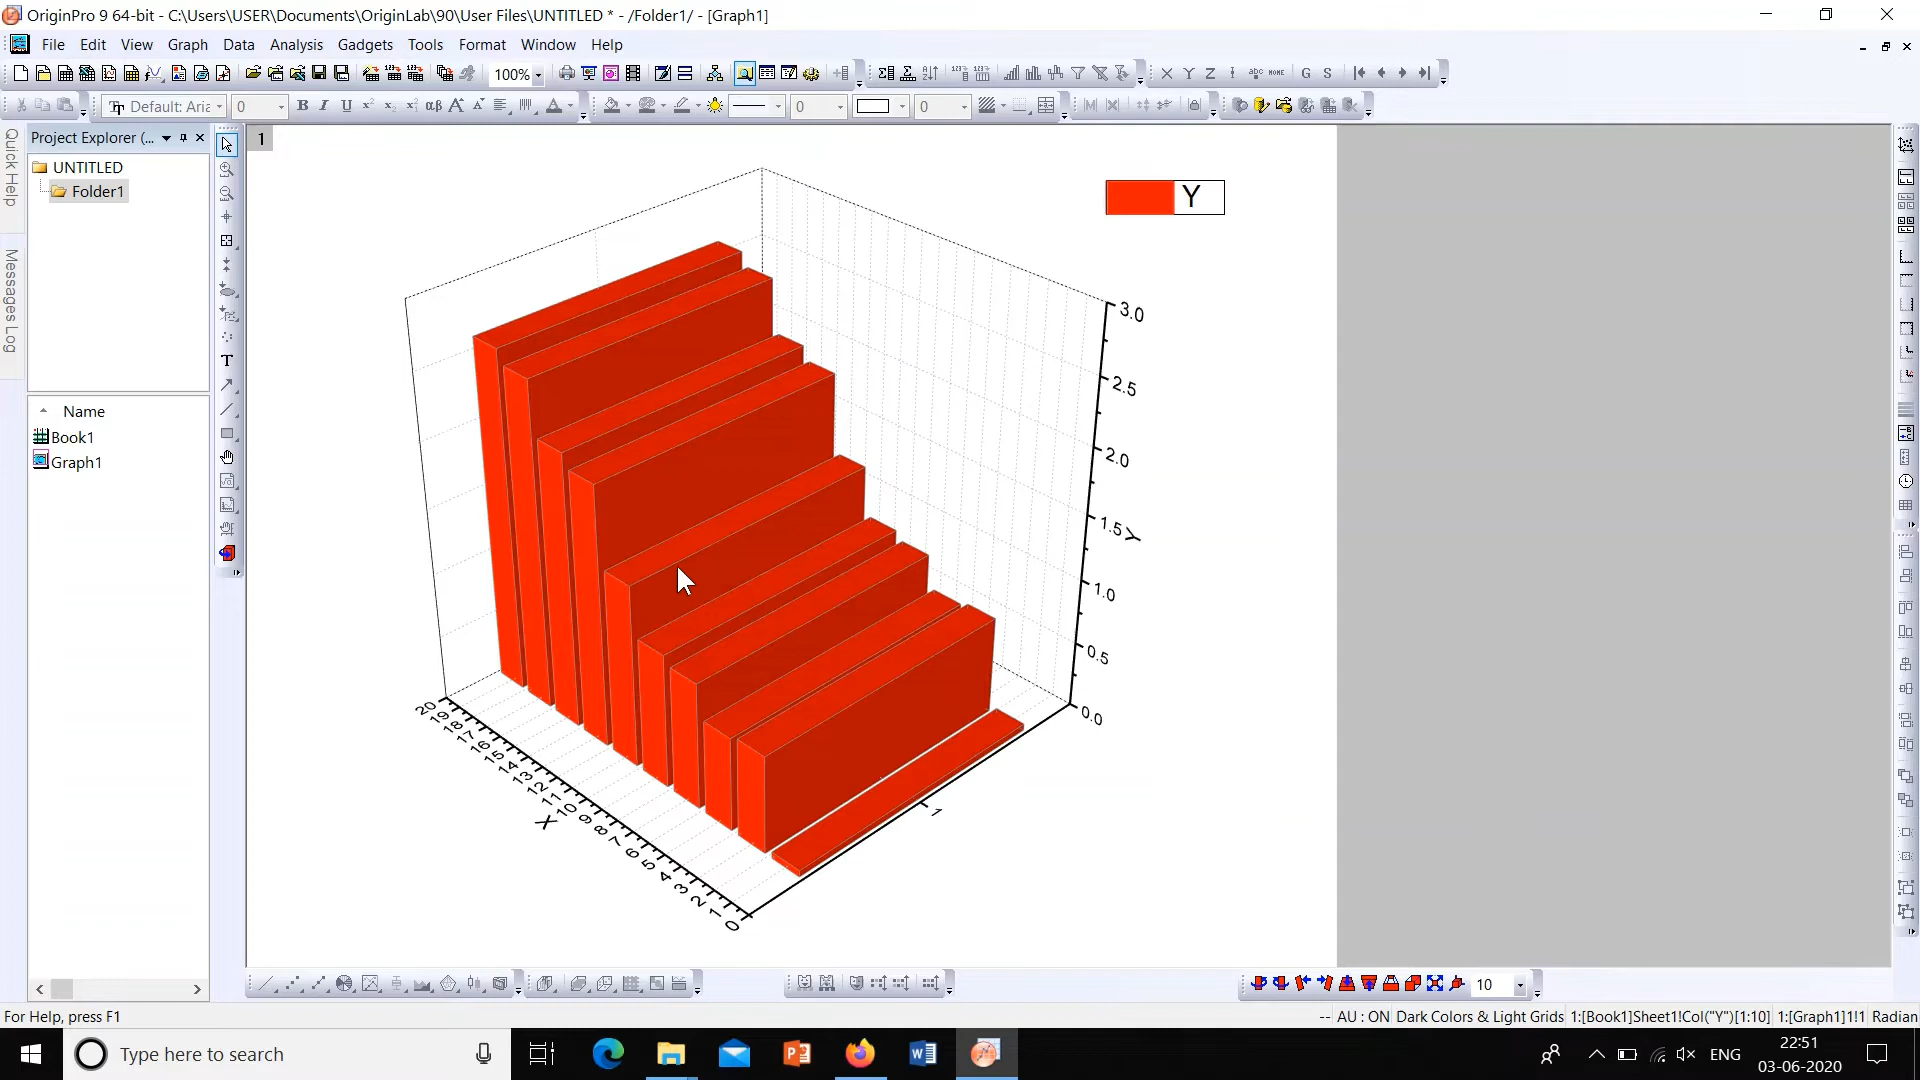 OriginPro 9 64-bit - C:\Users\USER\Documents\OriginLab\90\User Files\UNTITLED * - /Folder1/ - [Graph1]
File Edit View Graph Data Analysis Gadgets Tools Format Window Help
100%
Default: Aria 0 B I U αβ A A 0 0
Quick Help
Messages Log
Project Explorer (...
UNTITLED
Folder1
Name
Book1
Graph1
1
Y
3.0
2.5
2.0
1.5
1.0
0.5
0.0
Y
20
19
18
17
16
15
14
13
12
11
10
9
8
7
6
5
4
3
2
1
0
X
1
10
For Help, press F1
-- AU : ON Dark Colors & Light Grids 1:[Book1]Sheet1!Col("Y")[1:10] 1:[Graph1]1!1 Radian
Type here to search
ENG
22:51
03-06-2020